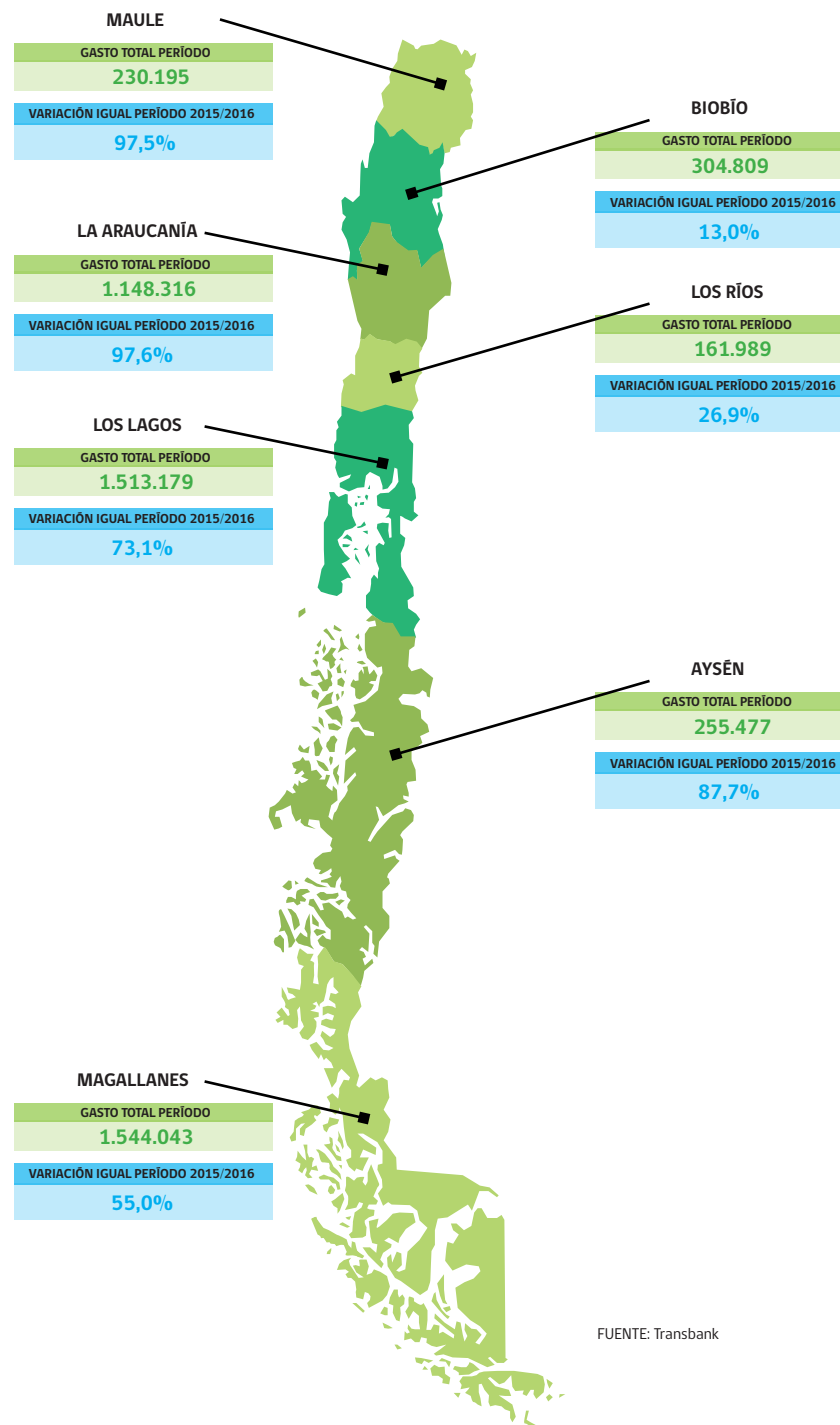 MAULE
GASTO TOTAL PERÍODO
230.195
VARIACIÓN IGUAL PERÍODO 2015/2016
97,5%
BIOBÍO
GASTO TOTAL PERÍODO
304.809
VARIACIÓN IGUAL PERÍODO 2015/2016
13,0%
LA ARAUCANÍA
GASTO TOTAL PERÍODO
1.148.316
VARIACIÓN IGUAL PERÍODO 2015/2016
97,6%
LOS RÍOS
GASTO TOTAL PERÍODO
161.989
VARIACIÓN IGUAL PERÍODO 2015/2016
26,9%
LOS LAGOS
GASTO TOTAL PERÍODO
1.513.179
VARIACIÓN IGUAL PERÍODO 2015/2016
73,1%
AYSÉN
GASTO TOTAL PERÍODO
255.477
VARIACIÓN IGUAL PERÍODO 2015/2016
87,7%
MAGALLANES
GASTO TOTAL PERÍODO
1.544.043
VARIACIÓN IGUAL PERÍODO 2015/2016
55,0%
FUENTE: Transbank